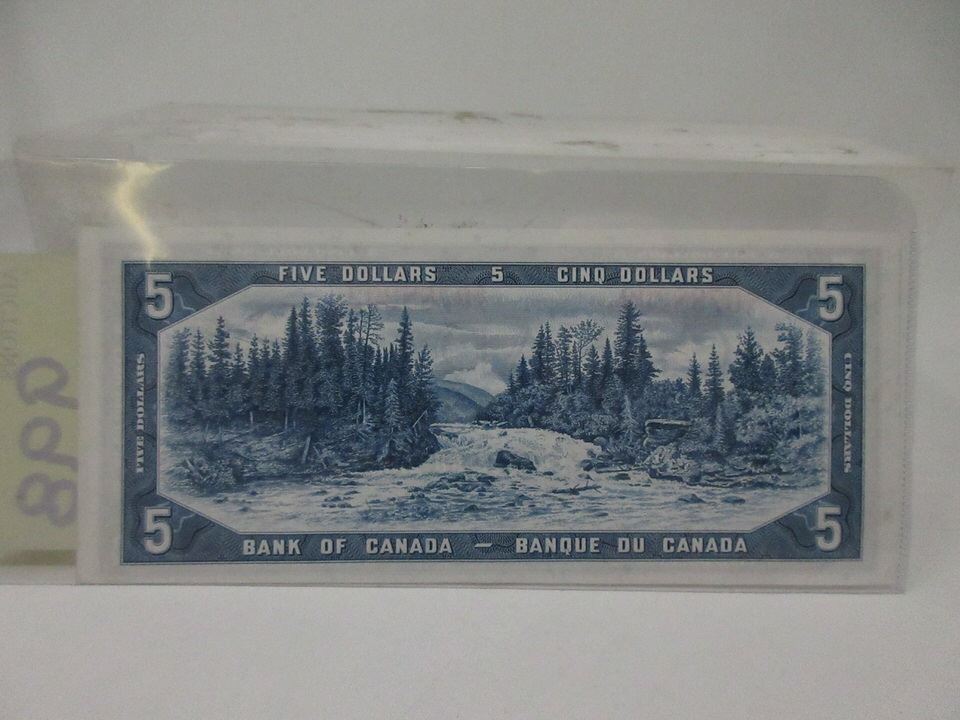 5 FIVE DOLLARS 5 CINQ DOLLARS 5
FIVE DOLLARS
CINQ DOLLARS
5 BANK OF CANADA — BANQUE DU CANADA 5